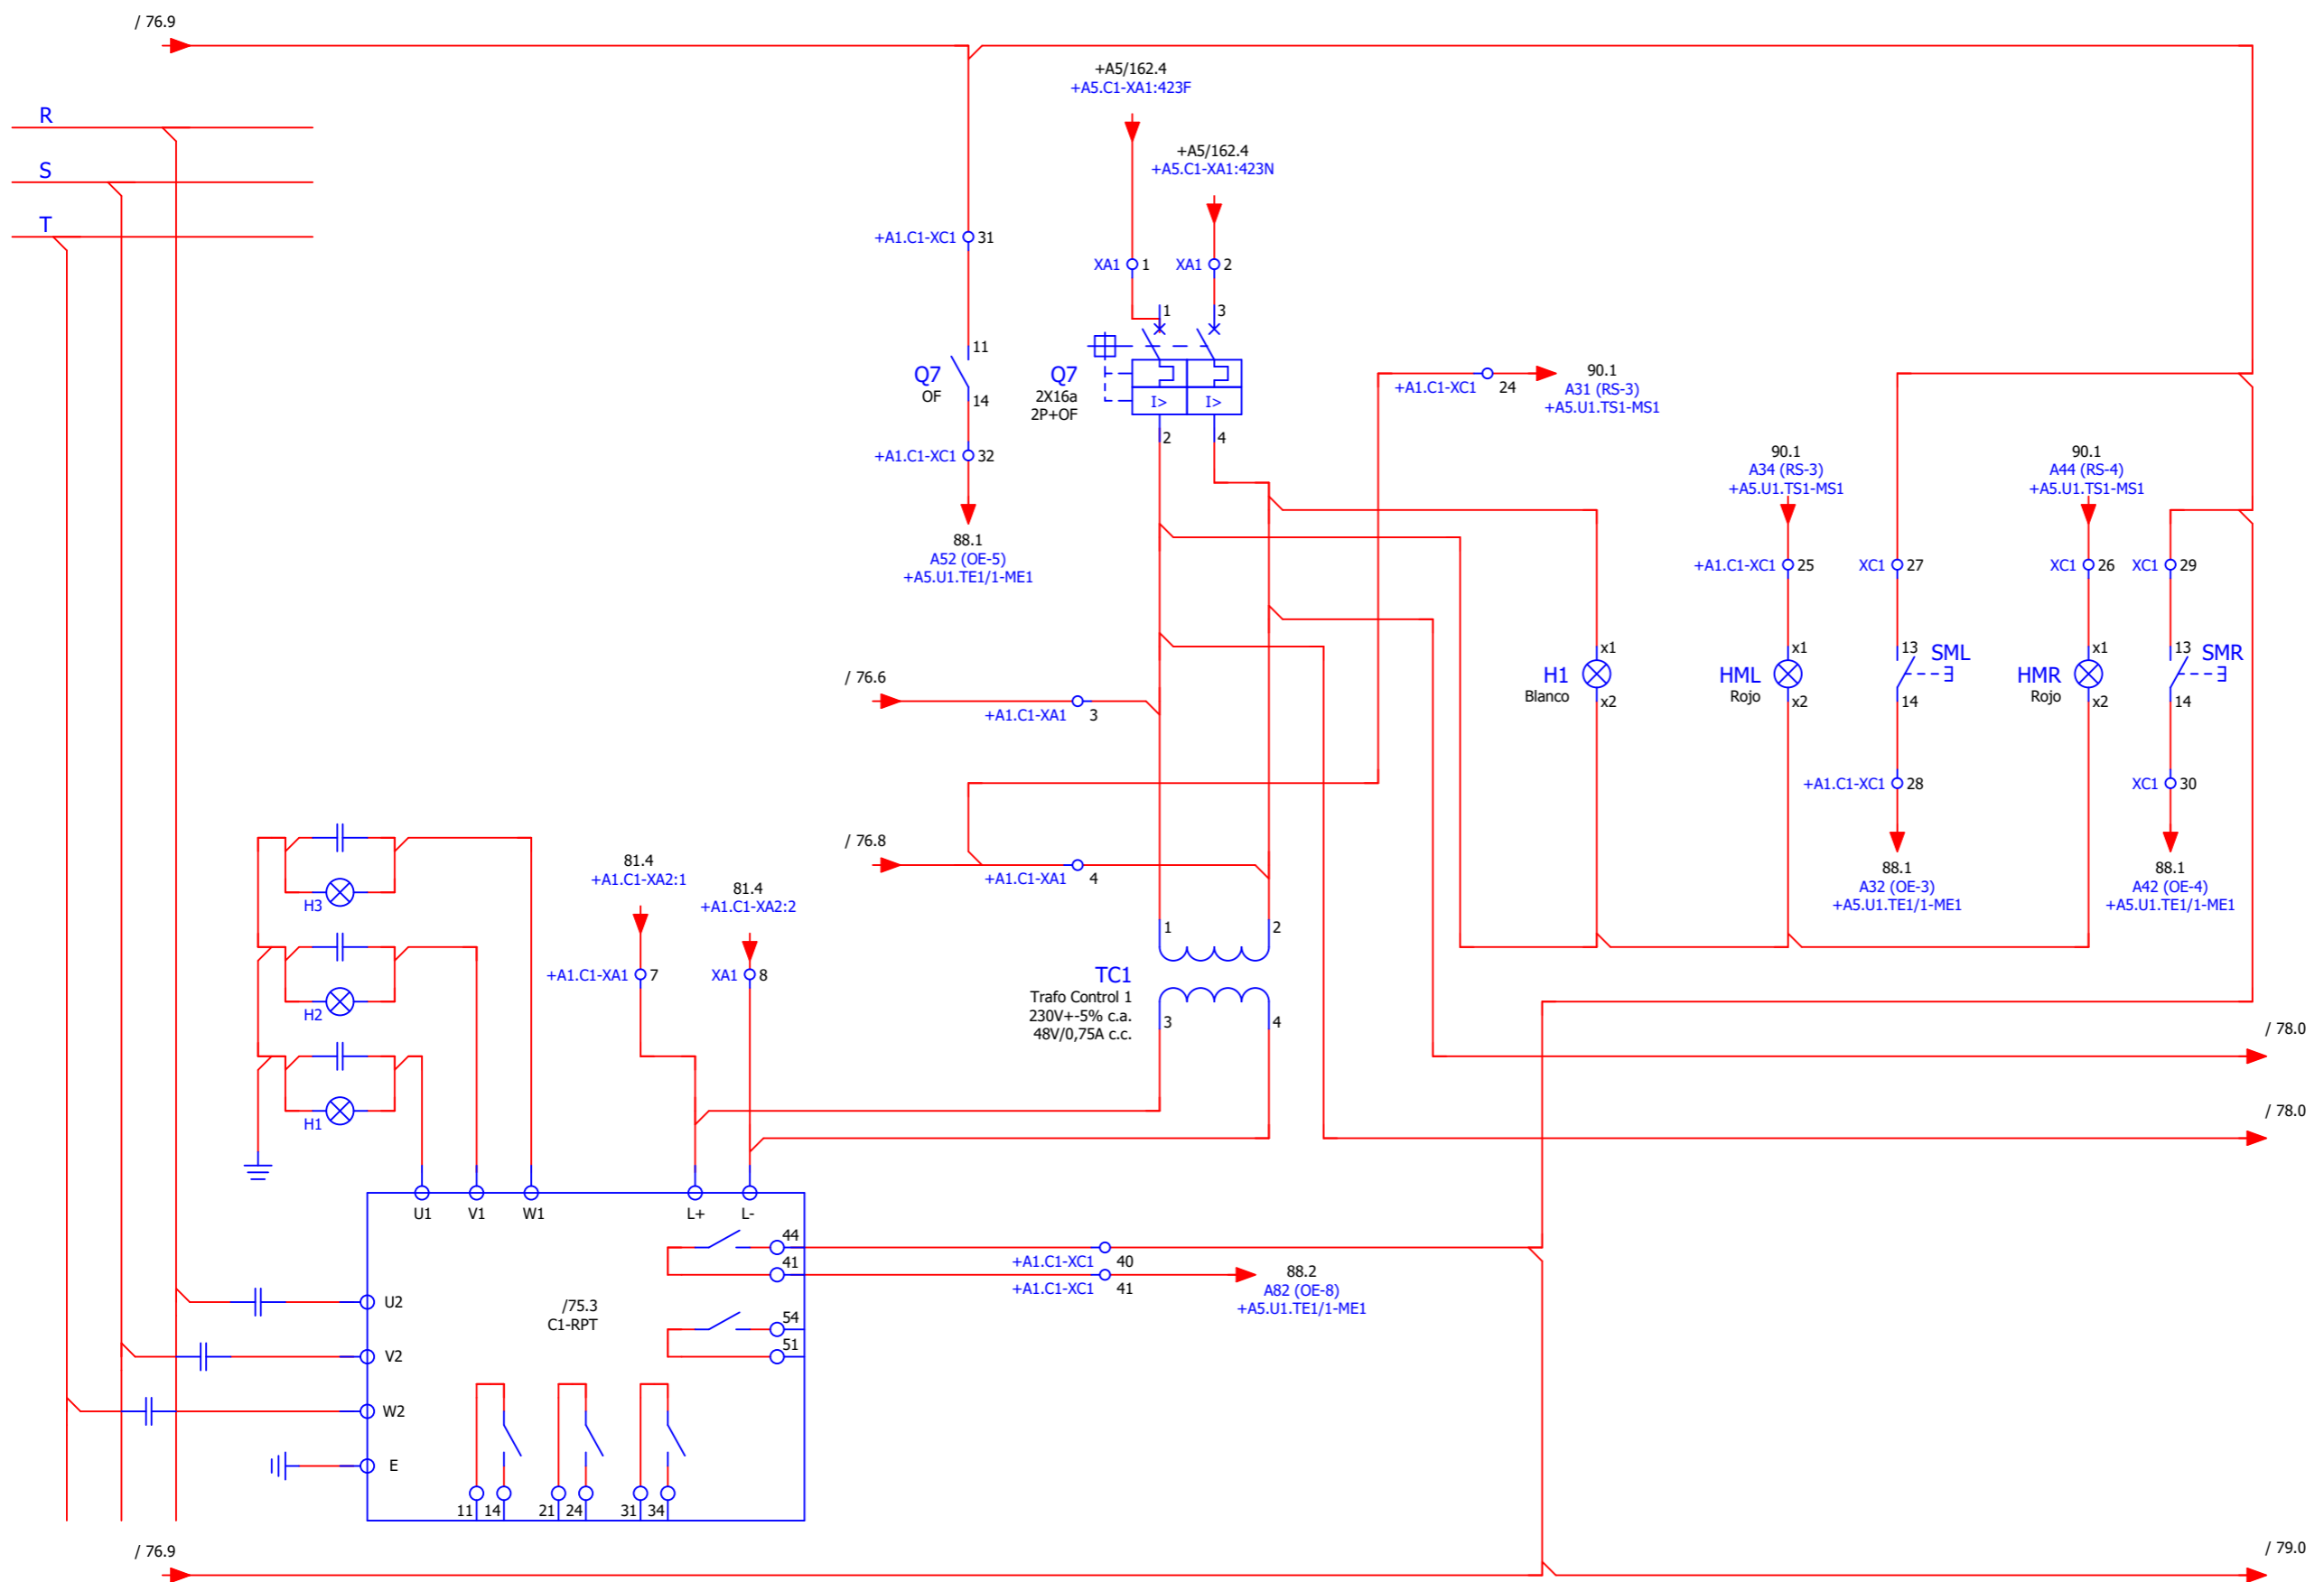 / 76.9
R
S
T
+A5/162.4
+A5.C1-XA1:423F
+A5/162.4
+A5.C1-XA1:423N
+A1.C1-XC1 31
XA1 1
XA1 2
1
3
11
Q7
OF
14
Q7
2X16a
2P+OF
I>
I>
2
4
+A1.C1-XC1 32
88.1
A52 (OE-5)
+A5.U1.TE1/1-ME1
+A1.C1-XC1 24
90.1
A31 (RS-3)
+A5.U1.TS1-MS1
90.1
A34 (RS-3)
+A5.U1.TS1-MS1
90.1
A44 (RS-4)
+A5.U1.TS1-MS1
+A1.C1-XC1 25
XC1 27
XC1 26
XC1 29
x1
H1
Blanco
x2
x1
HML
Rojo
x2
13
SML
14
x1
HMR
Rojo
x2
13
SMR
14
/ 76.6
+A1.C1-XA1 3
+A1.C1-XC1 28
XC1 30
/ 76.8
+A1.C1-XA1 4
88.1
A32 (OE-3)
+A5.U1.TE1/1-ME1
88.1
A42 (OE-4)
+A5.U1.TE1/1-ME1
H3
H2
H1
81.4
+A1.C1-XA2:1
81.4
+A1.C1-XA2:2
+A1.C1-XA1 7
XA1 8
1
2
TC1
Trafo Control 1
230V+-5% c.a.
48V/0,75A c.c.
3
4
/ 78.0
/ 78.0
U1
V1
W1
L+
L-
44
41
+A1.C1-XC1 40
+A1.C1-XC1 41
88.2
A82 (OE-8)
+A5.U1.TE1/1-ME1
U2
/75.3
C1-RPT
54
51
V2
W2
E
11
14
21
24
31
34
/ 76.9
/ 79.0